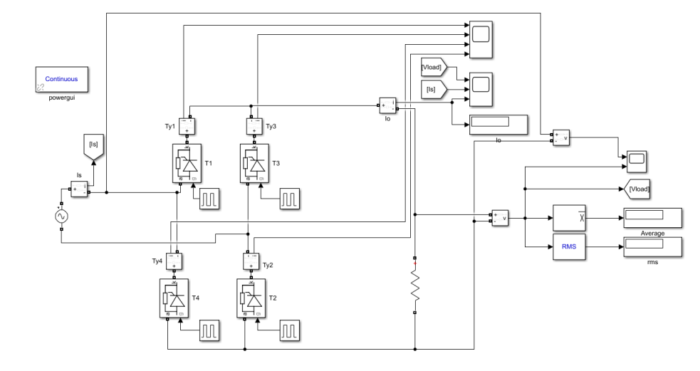 Continuous
powergui
[Is]
Is
Ty1
Ty3
T1
T3
Ty4
Ty2
T4
T2
[Vload]
[Is]
Io
Io
[Vload]
RMS
Average
rms